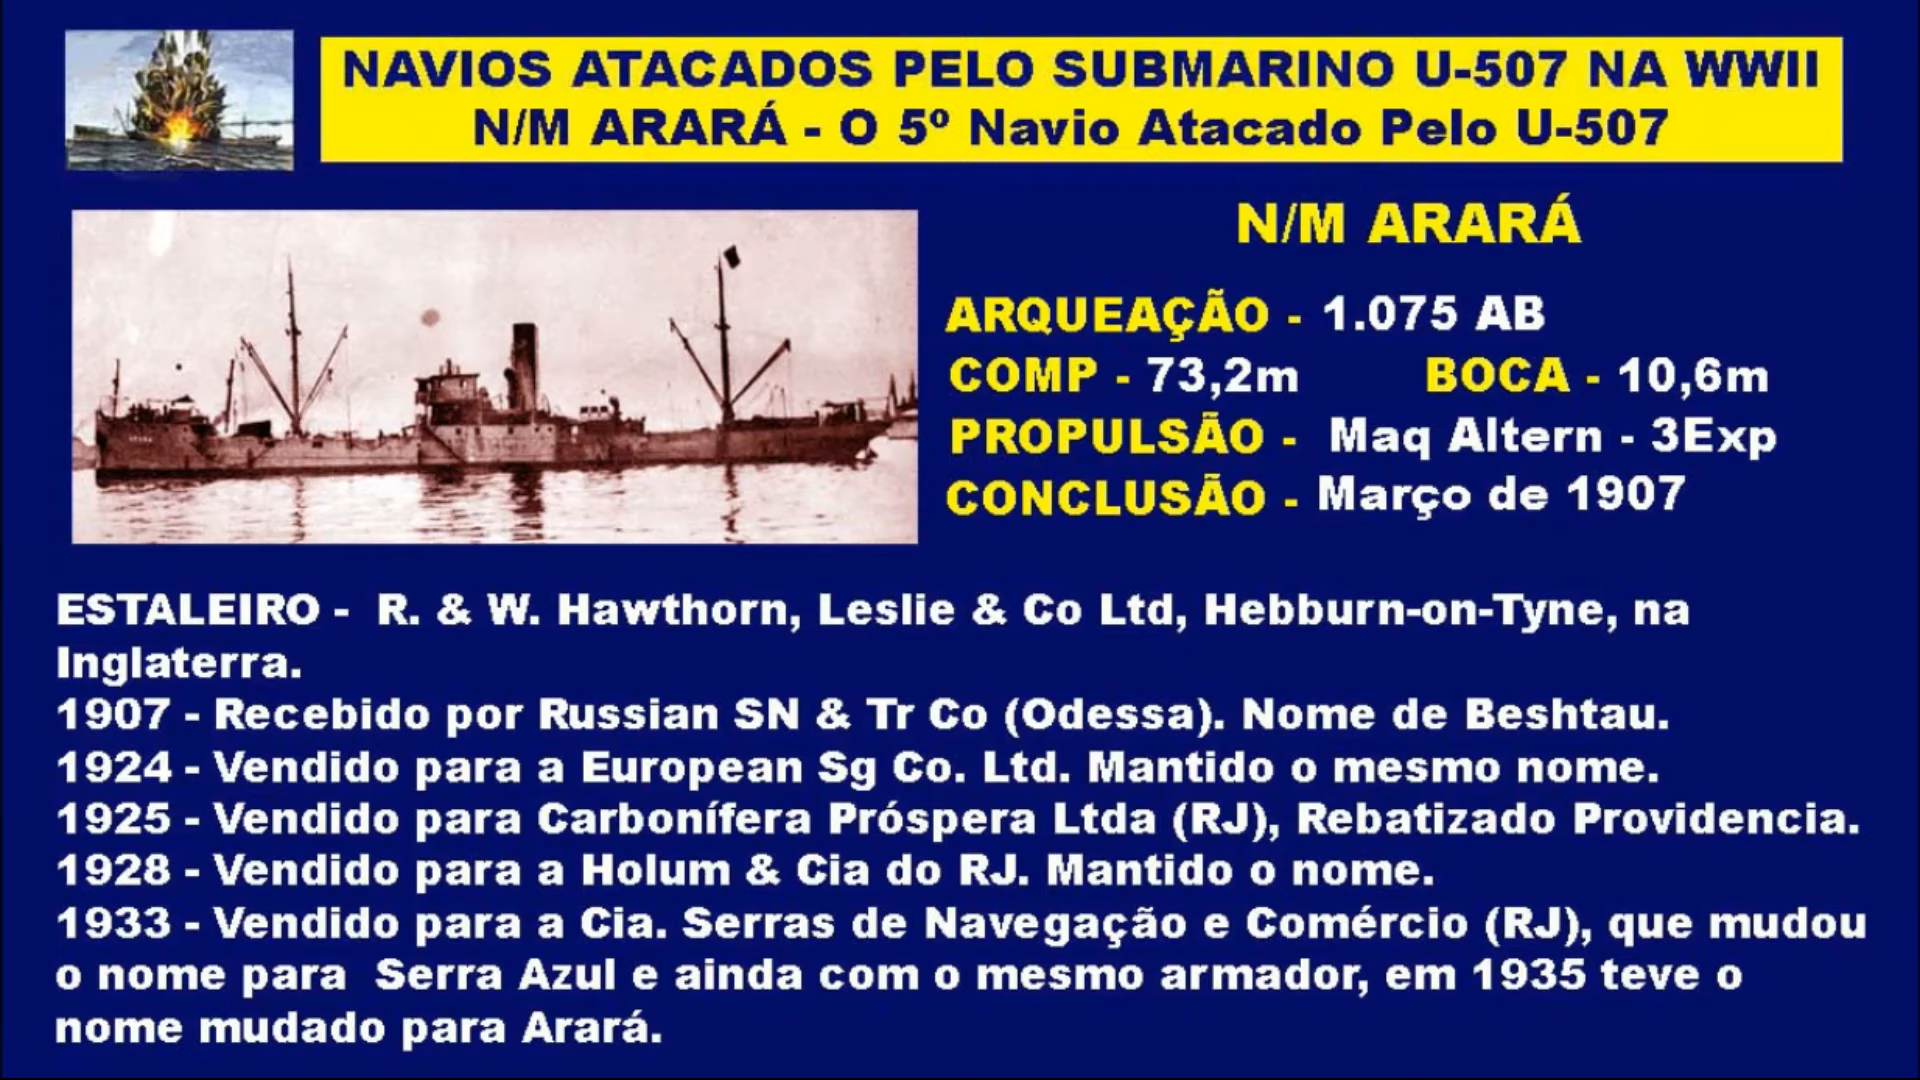 NAVIOS ATACADOS PELO SUBMARINO U-507 NA WWII
N/M ARARÁ - O 5º Navio Atacado Pelo U-507
N/M ARARÁ
ARQUEAÇÃO - 1.075 AB
COMP - 73,2m BOCA - 10,6m
PROPULSÃO - Maq Altern - 3Exp
CONCLUSÃO - Março de 1907
ESTALEIRO - R. & W. Hawthorn, Leslie & Co Ltd, Hebburn-on-Tyne, na
Inglaterra.
1907 - Recebido por Russian SN & Tr Co (Odessa). Nome de Beshtau.
1924 - Vendido para a European Sg Co. Ltd. Mantido o mesmo nome.
1925 - Vendido para Carbonífera Próspera Ltda (RJ), Rebatizado Providencia.
1928 - Vendido para a Holum & Cia do RJ. Mantido o nome.
1933 - Vendido para a Cia. Serras de Navegação e Comércio (RJ), que mudou
o nome para Serra Azul e ainda com o mesmo armador, em 1935 teve o
nome mudado para Arará.